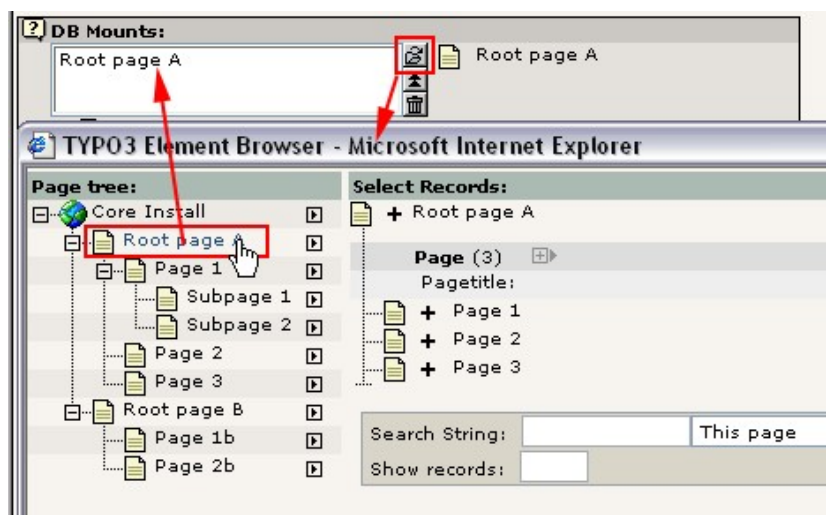 DB Mounts:
Root page A
Root page A
TYPO3 Element Browser - Microsoft Internet Explorer
Page tree:
Core Install
Root page A
Page 1
Subpage 1
Subpage 2
Page 2
Page 3
Root page B
Page 1b
Page 2b
Select Records:
+ Root page A
Page (3)
Pagetitle:
+ Page 1
+ Page 2
+ Page 3
Search String:
This page
Show records: